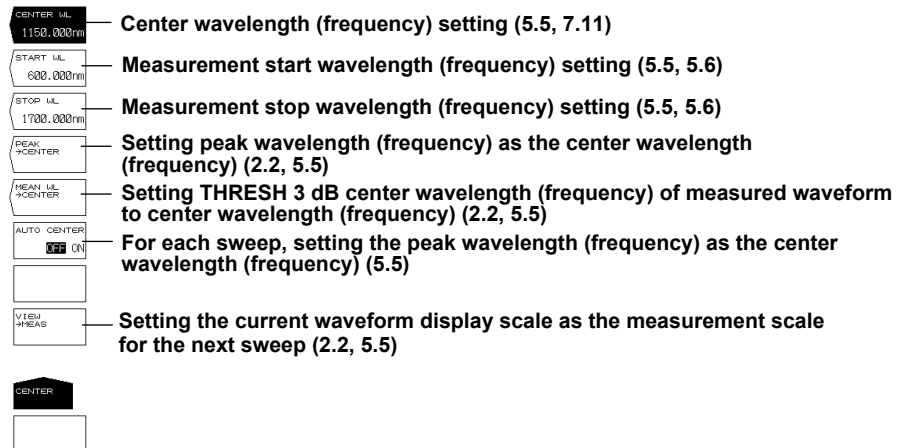 CENTER WL
1150.000nm
Center wavelength (frequency) setting (5.5, 7.11)
START WL
600.000nm
Measurement start wavelength (frequency) setting (5.5, 5.6)
STOP WL
1700.000nm
Measurement stop wavelength (frequency) setting (5.5, 5.6)
PEAK
→CENTER
Setting peak wavelength (frequency) as the center wavelength
(frequency) (2.2, 5.5)
MEAN WL
→CENTER
Setting THRESH 3 dB center wavelength (frequency) of measured waveform
to center wavelength (frequency) (2.2, 5.5)
AUTO CENTER
OFF ON
For each sweep, setting the peak wavelength (frequency) as the center
wavelength (frequency) (5.5)
VIEW
→MEAS
Setting the current waveform display scale as the measurement scale
for the next sweep (2.2, 5.5)
CENTER